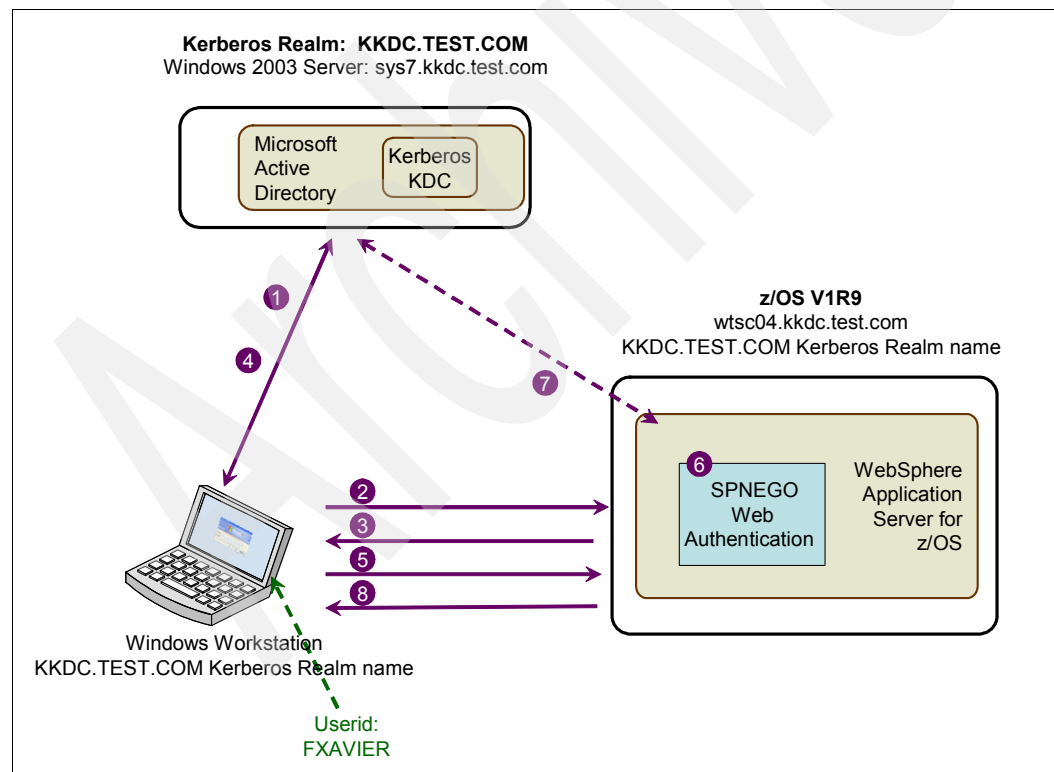 Kerberos Realm: KKDC.TEST.COM
Windows 2003 Server: sys7.kkdc.test.com
Microsoft
Active
Directory
Kerberos
KDC
1
4
7
z/OS V1R9
wtsc04.kkdc.test.com
KKDC.TEST.COM Kerberos Realm name
6
SPNEGO
Web
Authentication
WebSphere
Application
Server for
z/OS
2
3
5
8
Windows Workstation
KKDC.TEST.COM Kerberos Realm name
Userid:
FXAVIER
Archiv